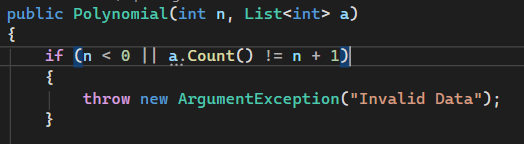 public Polynomial(int n, List<int> a)
{
if (n < 0 || a.Count() != n + 1)
{
throw new ArgumentException("Invalid Data");
}